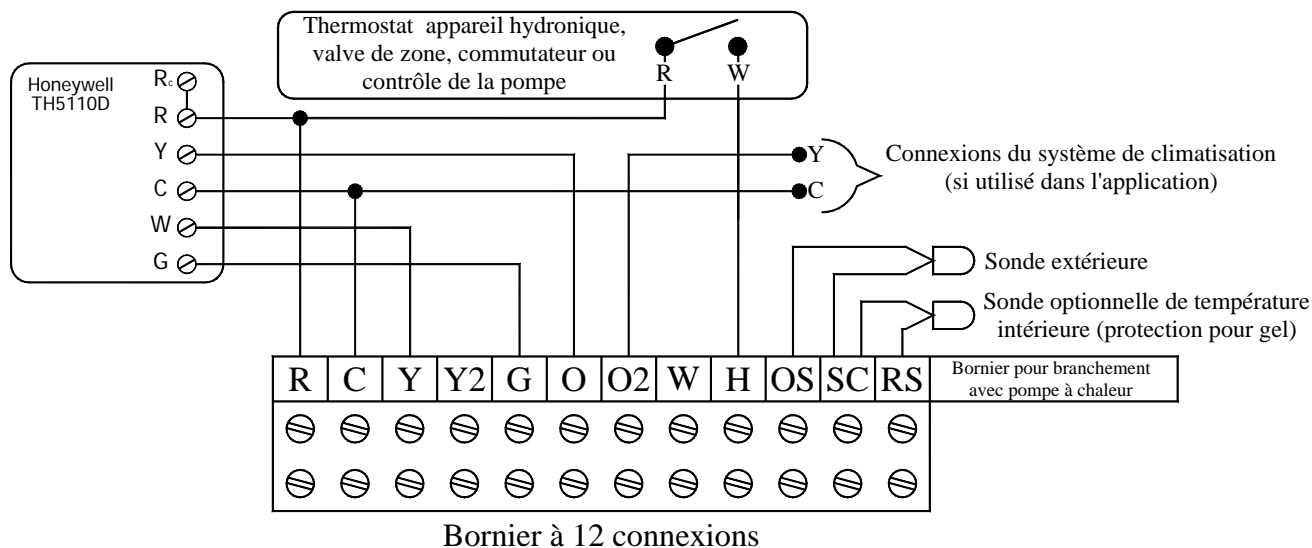 Thermostat appareil hydronique,
valve de zone, commutateur ou
contrôle de la pompe
R W
Honeywell
TH5110D
Rc
R
Y
C
W
G
Y
C
Connexions du système de climatisation
(si utilisé dans l'application)
Sonde extérieure
Sonde optionnelle de température
intérieure (protection pour gel)
R C Y Y2 G O O2 W H OS SC RS
Bornier pour branchement
avec pompe à chaleur
Bornier à 12 connexions